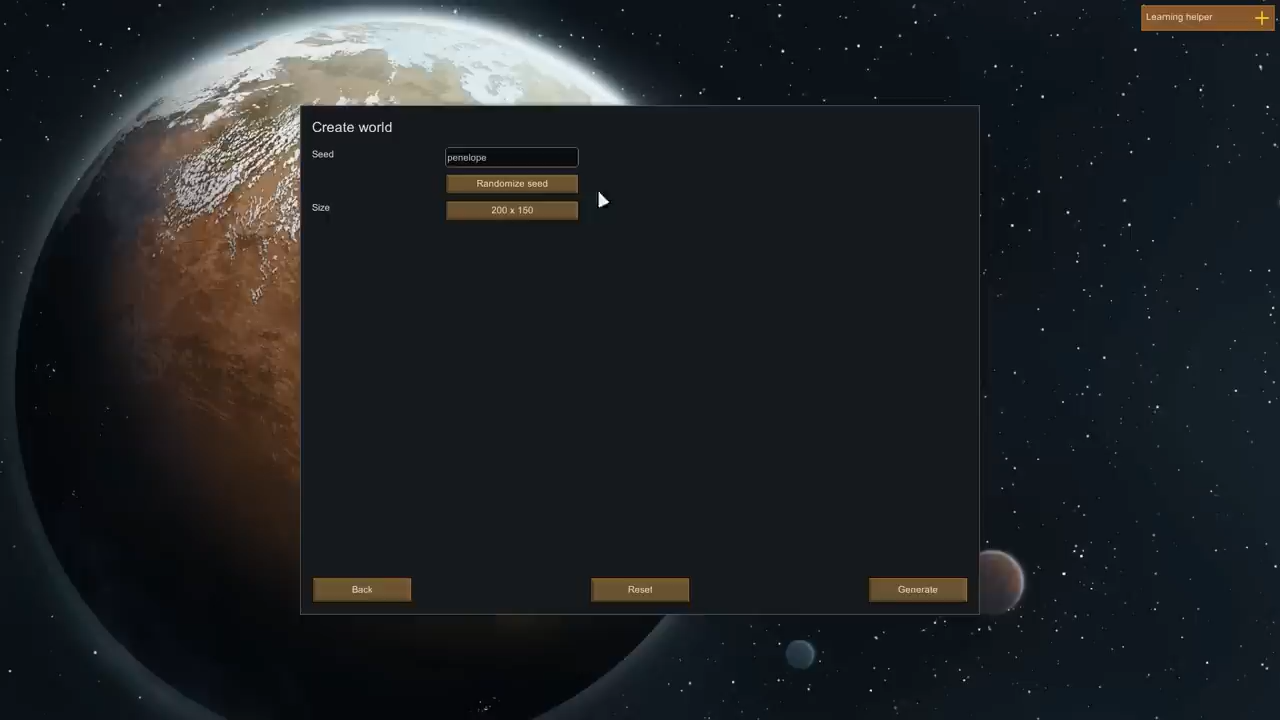 Learning helper
Create world
Seed penelope
Randomize seed
Size 200 x 150
Back Reset Generate